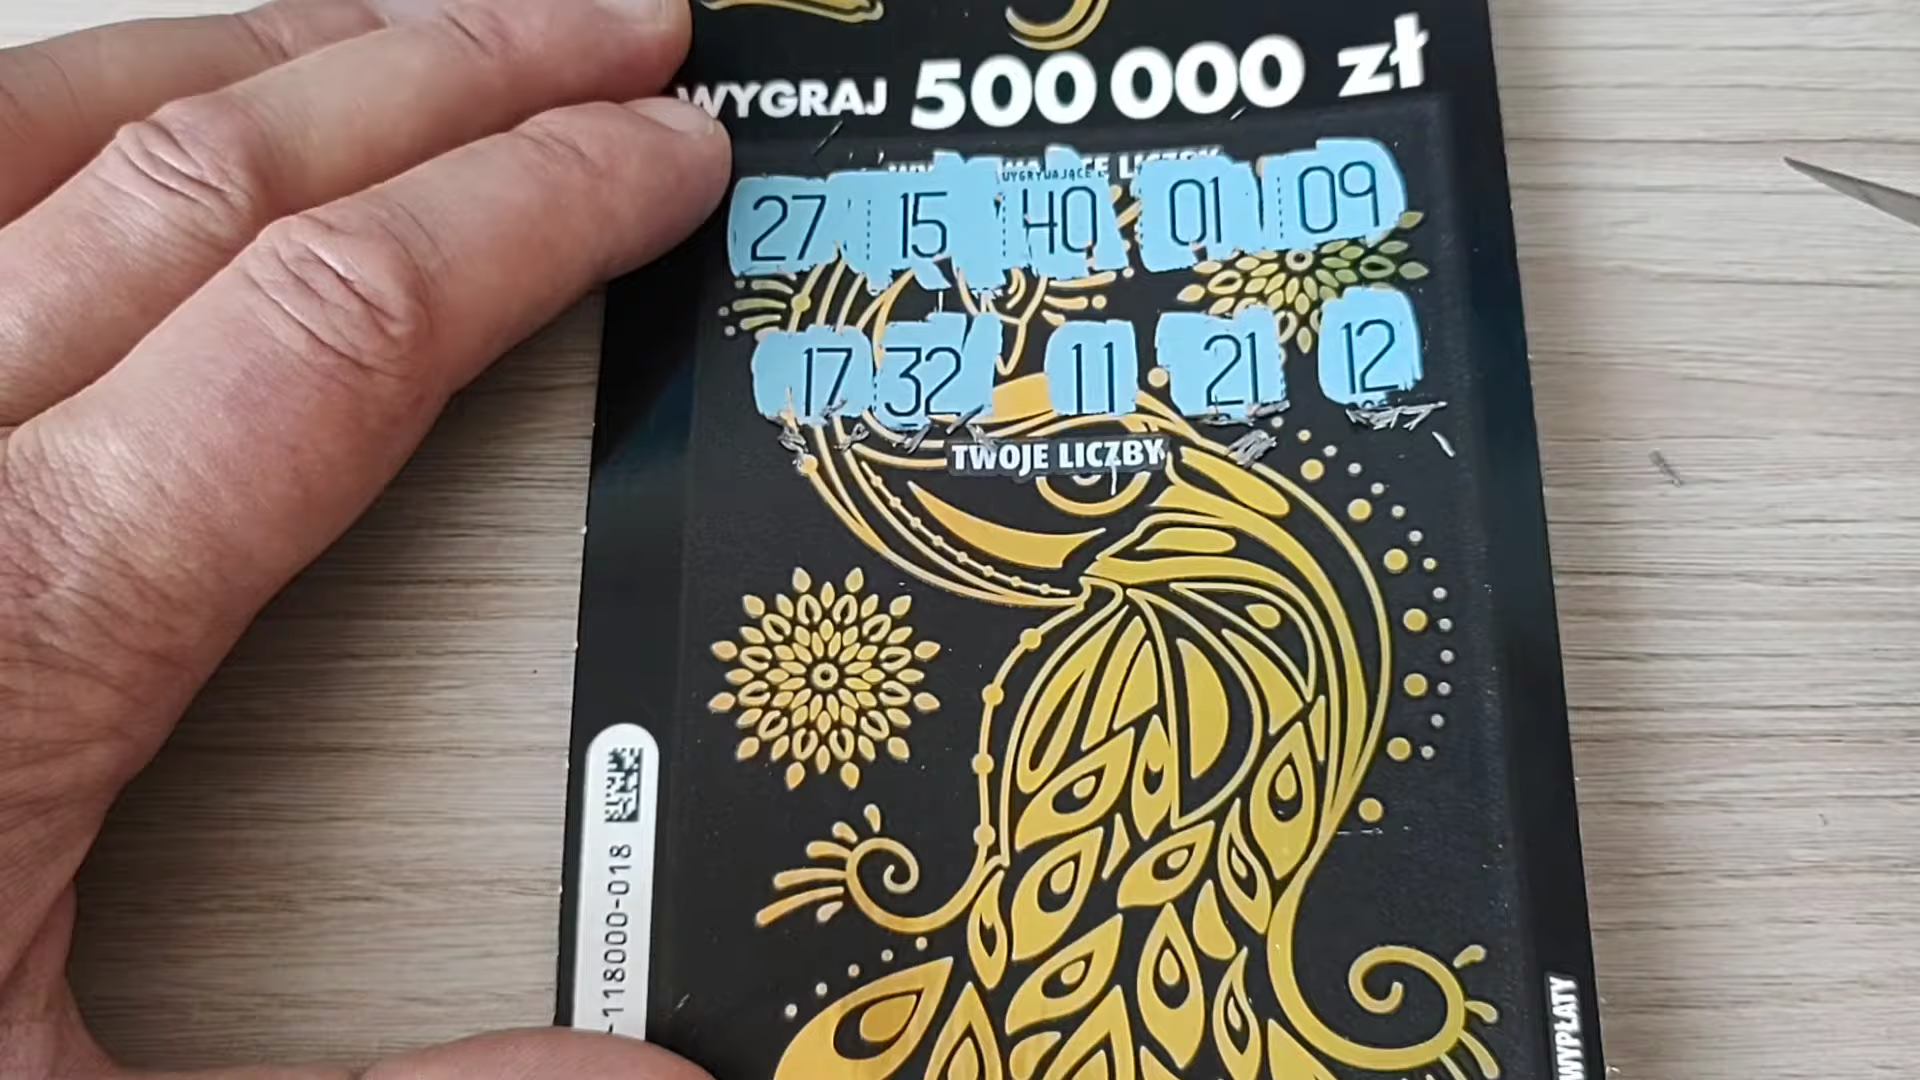 WYGRAJ 500 000 zł
WYGRYWAJĄCE LICZBY
WYGRYWAJĄCE
27 15 40 01 09
17 32 11 21 12
TWOJE LICZBY
-118000-018
WYPŁATY